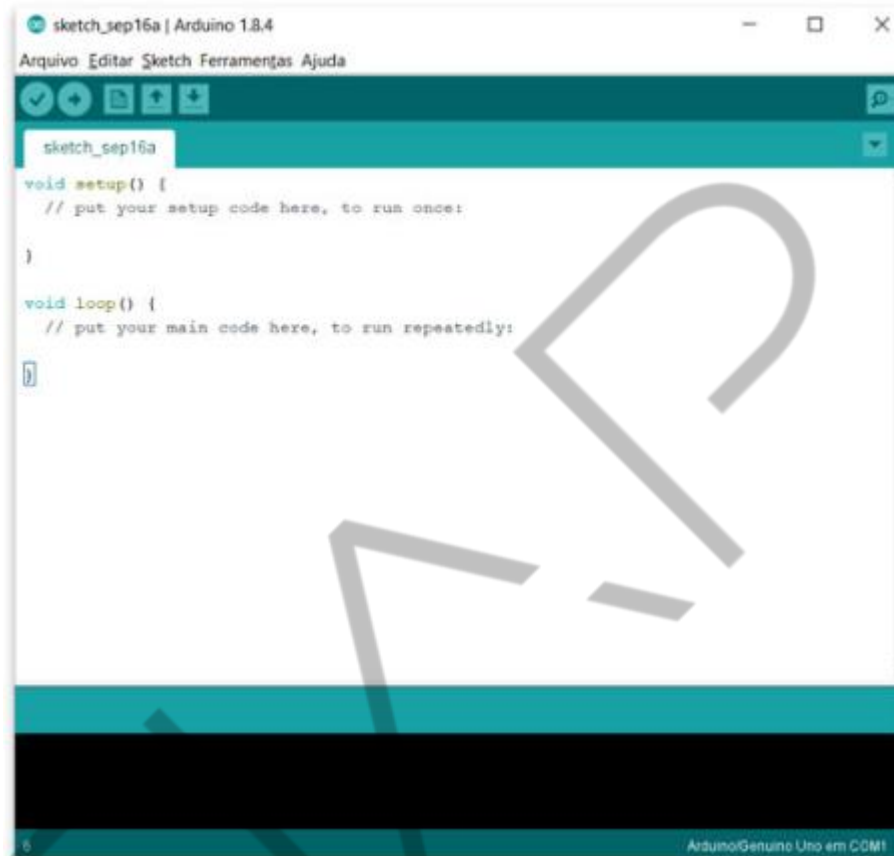 sketch_sep16a | Arduino 1.8.4
Arquivo Editar Sketch Ferramentas Ajuda
sketch_sep16a
void setup() {
  // put your setup code here, to run once:
}
void loop() {
  // put your main code here, to run repeatedly:
}
6
Arduino/Genuino Uno em COM1